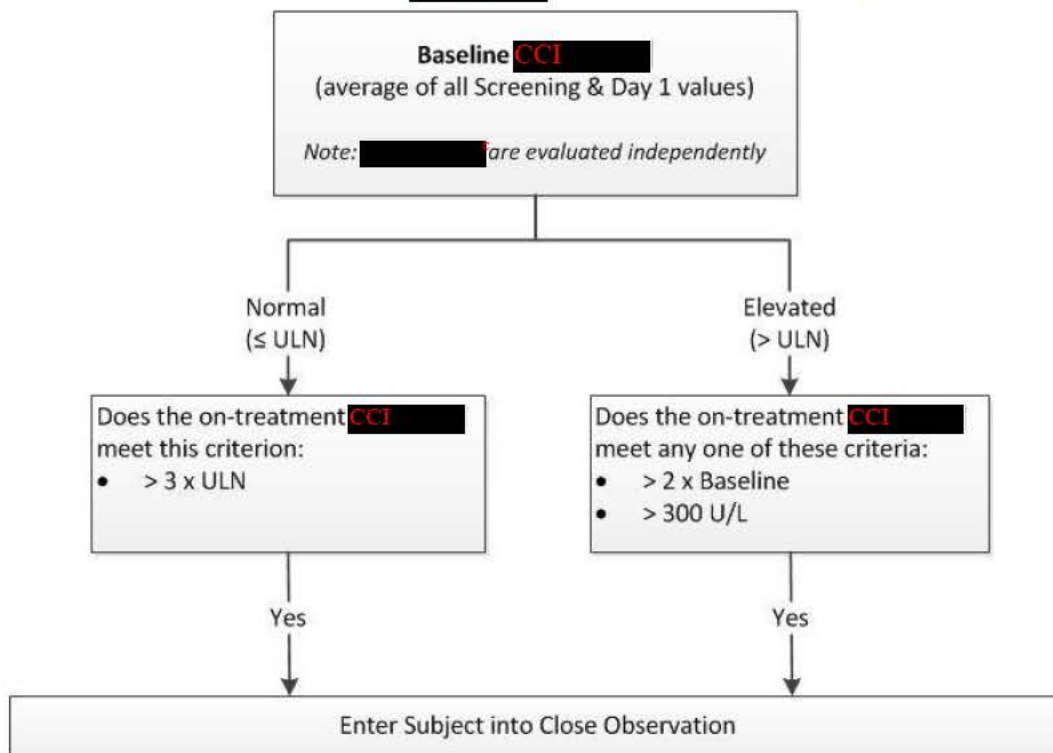 Baseline CCI
(average of all Screening & Day 1 values)
Note: are evaluated independently
Normal
(≤ ULN)
Elevated
(> ULN)
Does the on-treatment CCI
meet this criterion:
• > 3 x ULN
Does the on-treatment CCI
meet any one of these criteria:
• > 2 x Baseline
• > 300 U/L
Yes
Yes
Enter Subject into Close Observation